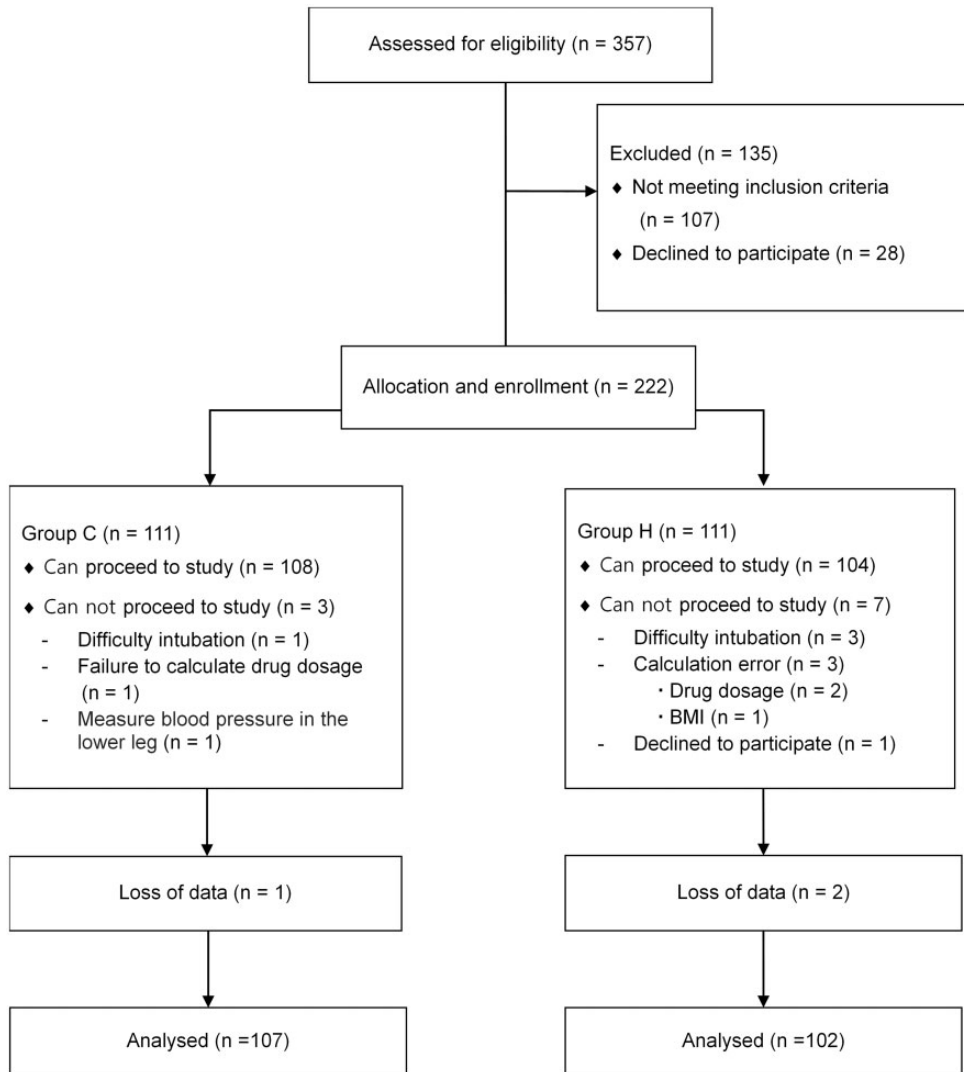 Assessed for eligibility (n = 357)
Excluded (n = 135)
♦ Not meeting inclusion criteria
(n = 107)
♦ Declined to participate (n = 28)
Allocation and enrollment (n = 222)
Group C (n = 111)
♦ Can proceed to study (n = 108)
♦ Can not proceed to study (n = 3)
- Difficulty intubation (n = 1)
- Failure to calculate drug dosage
(n = 1)
- Measure blood pressure in the
lower leg (n = 1)
Group H (n = 111)
♦ Can proceed to study (n = 104)
♦ Can not proceed to study (n = 7)
- Difficulty intubation (n = 3)
- Calculation error (n = 3)
· Drug dosage (n = 2)
· BMI (n = 1)
- Declined to participate (n = 1)
Loss of data (n = 1)
Loss of data (n = 2)
Analysed (n =107)
Analysed (n =102)